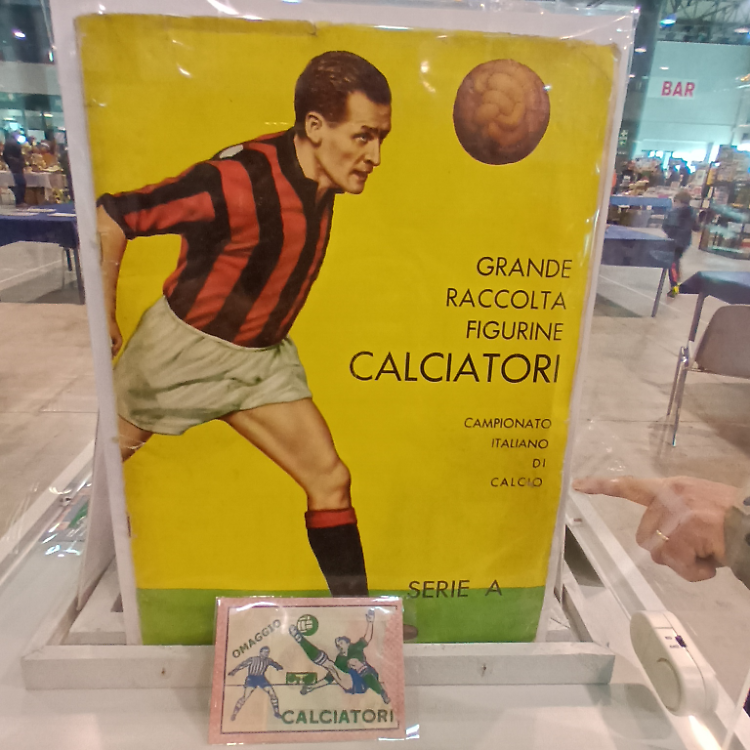 BAR
GRANDE
RACCOLTA
FIGURINE
CALCIATORI
CAMPIONATO
ITALIANO
DI
CALCIO
SERIE A
OMAGGIO
CALCIATORI